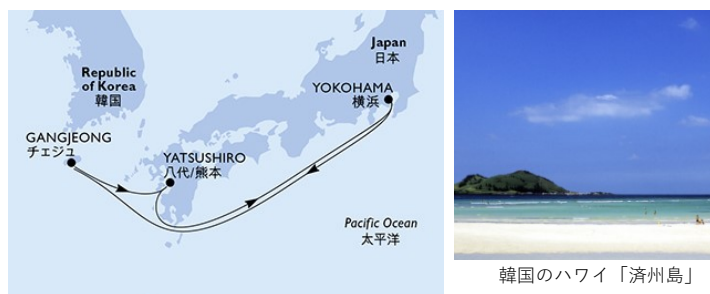 Japan
日本
Republic
of Korea
韓国
YOKOHAMA
横浜
GANGJEONG
チェジュ
YATSUSHIRO
八代/熊本
Pacific Ocean
太平洋
韓国のハワイ「済州島」